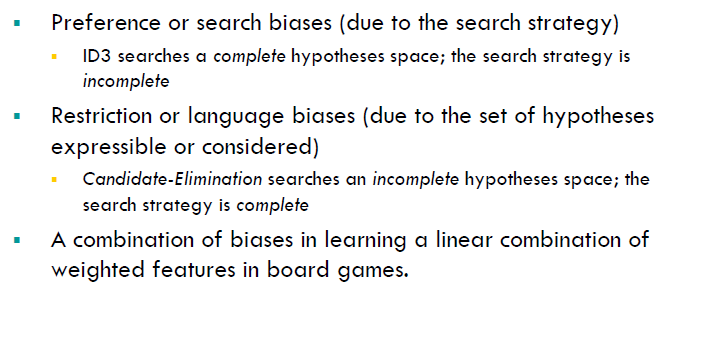 Preference or search biases (due to the search strategy)
ID3 searches a complete hypotheses space; the search strategy is
incomplete
Restriction or language biases (due to the set of hypotheses
expressible or considered)
Candidate-Elimination searches an incomplete hypotheses space; the
search strategy is complete
A combination of biases in learning a linear combination of
weighted features in board games.